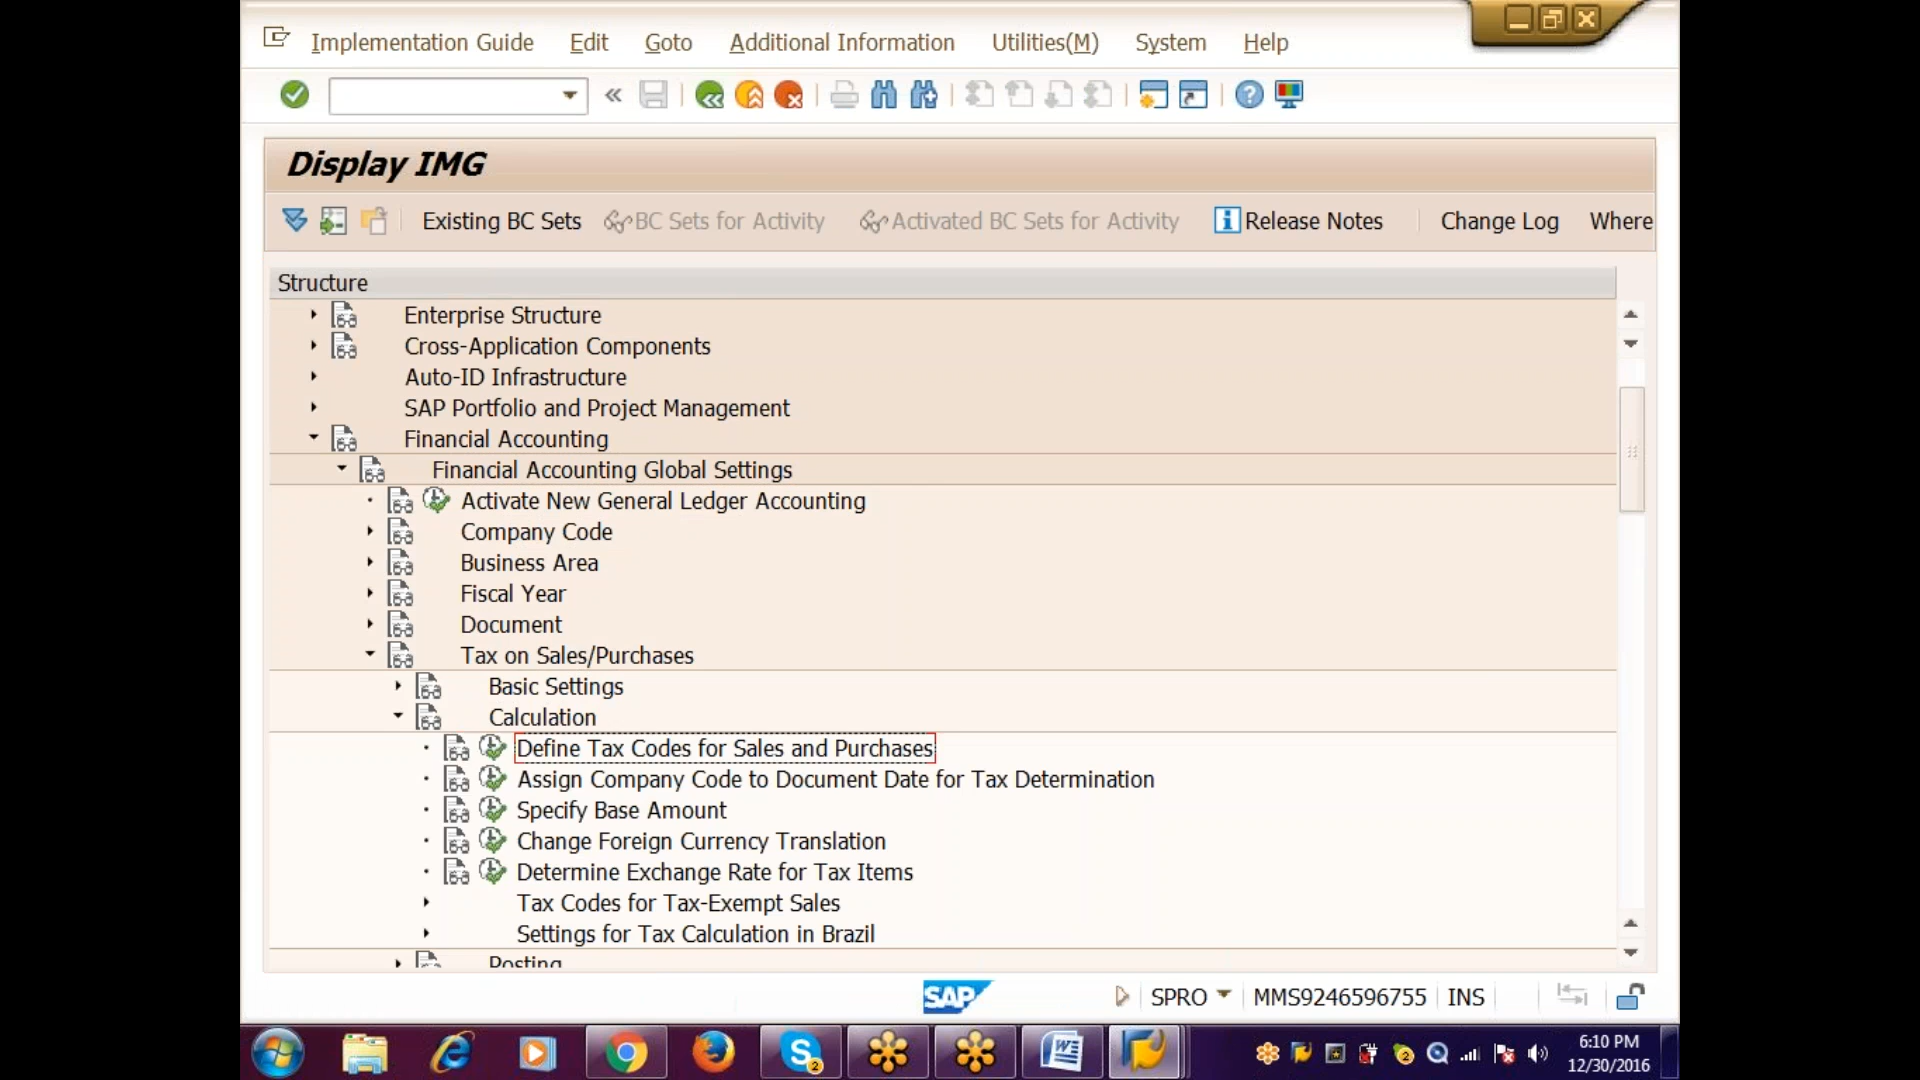 Implementation Guide Edit Goto Additional Information Utilities(M) System Help
Display IMG
Existing BC Sets BC Sets for Activity Activated BC Sets for Activity Release Notes Change Log Where
Structure
Enterprise Structure
Cross-Application Components
Auto-ID Infrastructure
SAP Portfolio and Project Management
Financial Accounting
Financial Accounting Global Settings
Activate New General Ledger Accounting
Company Code
Business Area
Fiscal Year
Document
Tax on Sales/Purchases
Basic Settings
Calculation
Define Tax Codes for Sales and Purchases
Assign Company Code to Document Date for Tax Determination
Specify Base Amount
Change Foreign Currency Translation
Determine Exchange Rate for Tax Items
Tax Codes for Tax-Exempt Sales
Settings for Tax Calculation in Brazil
Posting
SAP SPRO MMS9246596755 INS
6:10 PM
12/30/2016